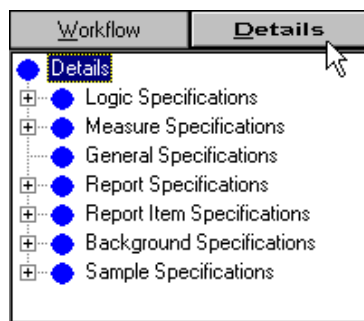 Workflow Details
Details
Logic Specifications
Measure Specifications
General Specifications
Report Specifications
Report Item Specifications
Background Specifications
Sample Specifications